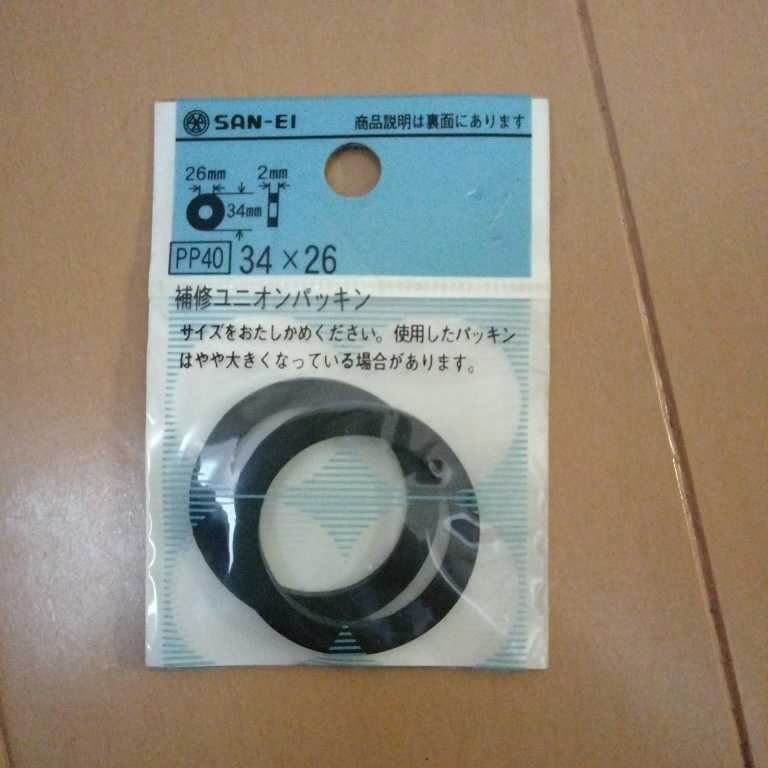 SAN-EI 商品説明は裏面にあります
26mm 2mm
34mm
PP40 34×26
補修ユニオンパッキン
サイズをおたしかめください。使用したパッキン
はやや大きくなっている場合があります。